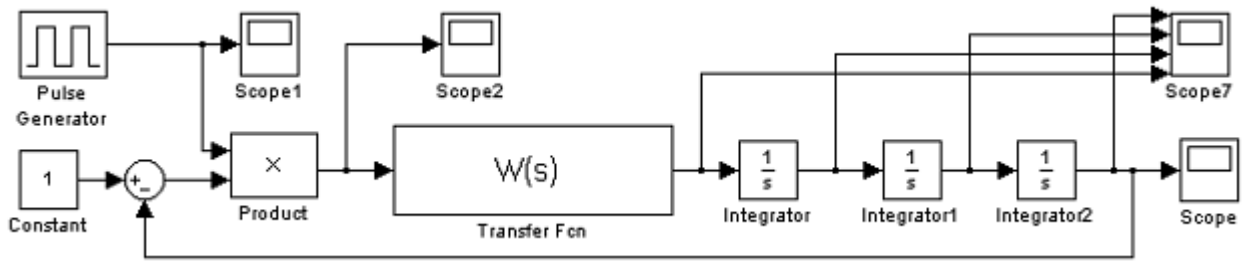 Pulse
Generator
Scope1
Scope2
Scope7
1
Constant
+
-
×
Product
W(s)
Transfer Fcn
1
s
Integrator
1
s
Integrator1
1
s
Integrator2
Scope